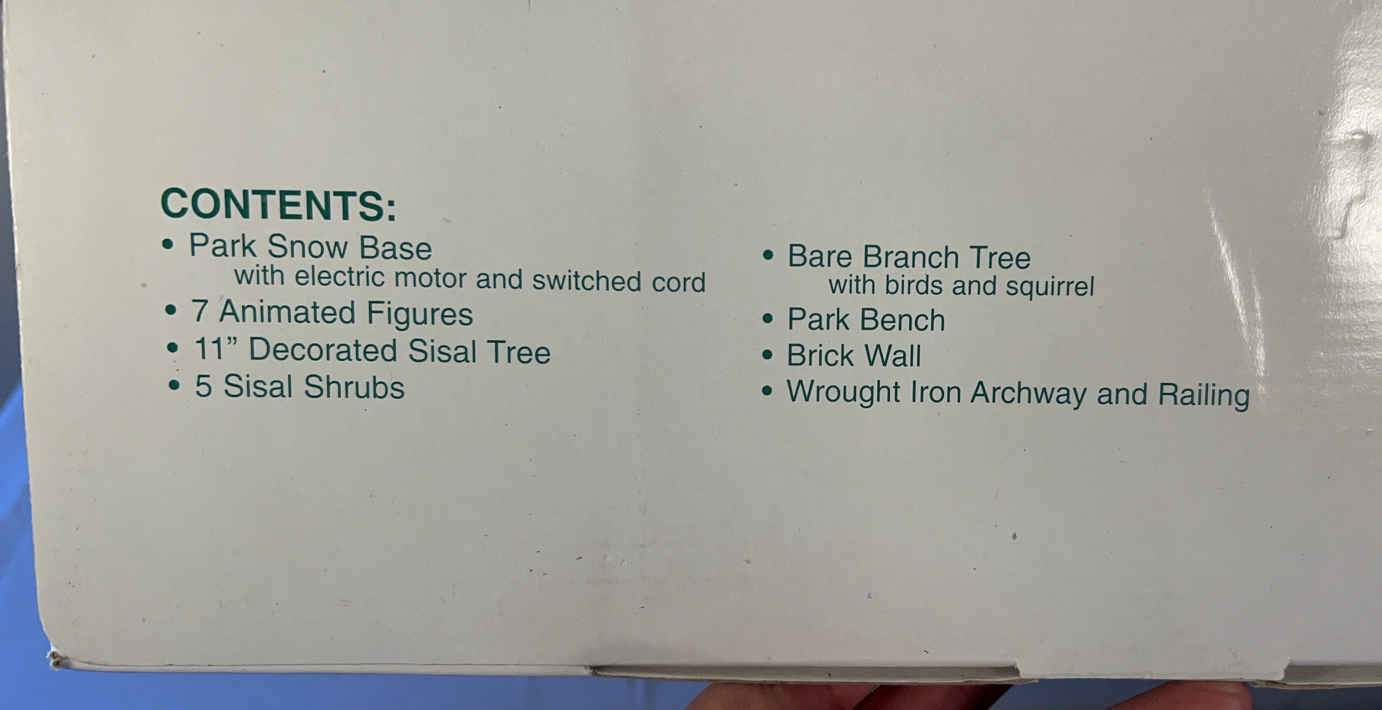 CONTENTS:
• Park Snow Base
with electric motor and switched cord
• 7 Animated Figures
• 11” Decorated Sisal Tree
• 5 Sisal Shrubs
• Bare Branch Tree
with birds and squirrel
• Park Bench
• Brick Wall
• Wrought Iron Archway and Railing